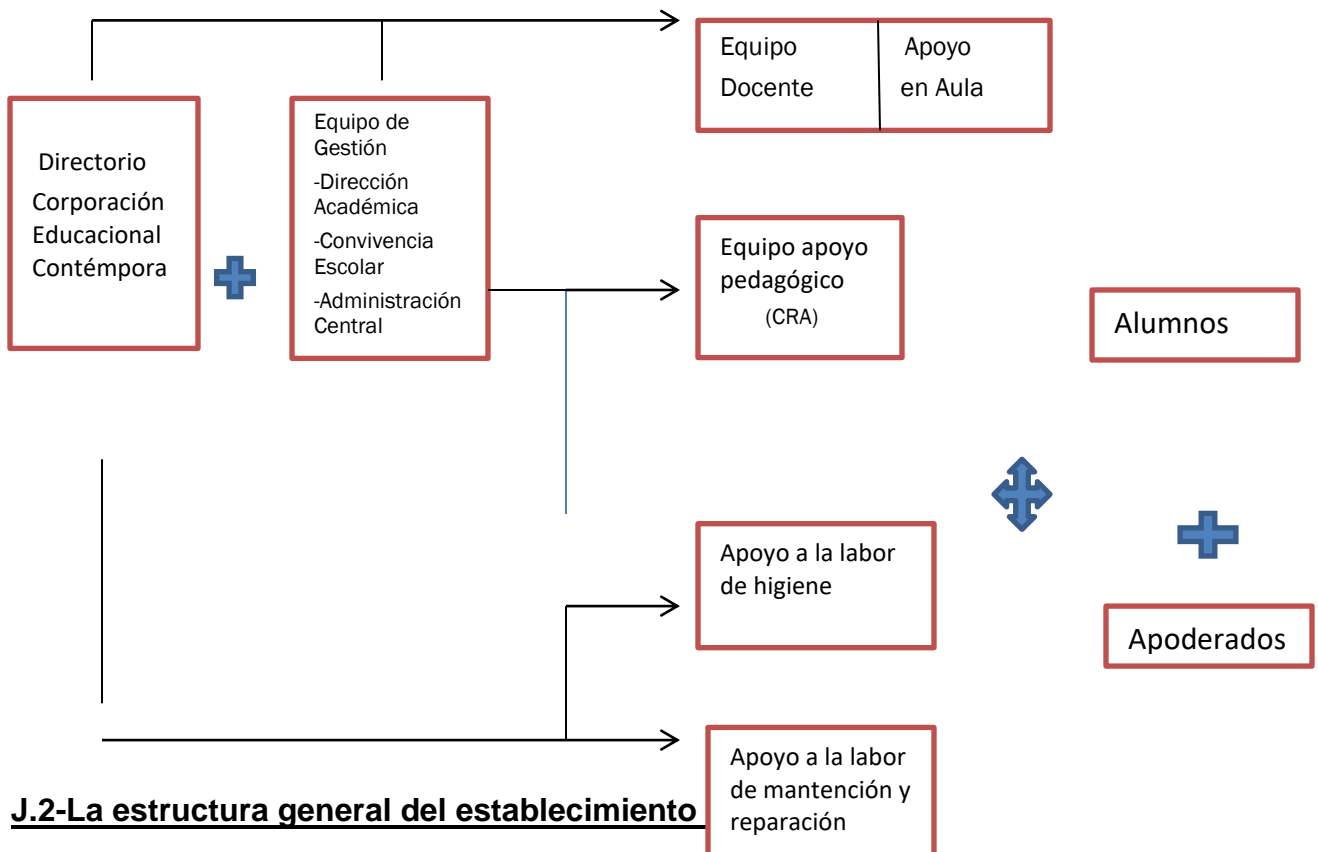 Equipo
Docente
Apoyo
en Aula
Directorio
Corporación
Educacional
Contémpora
Equipo de
Gestión
-Dirección
Académica
-Convivencia
Escolar
-Administración
Central
Equipo apoyo
pedagógico
(CRA)
Alumnos
Apoyo a la labor
de higiene
Apoderados
Apoyo a la labor
de mantención y
reparación
J.2-La estructura general del establecimiento